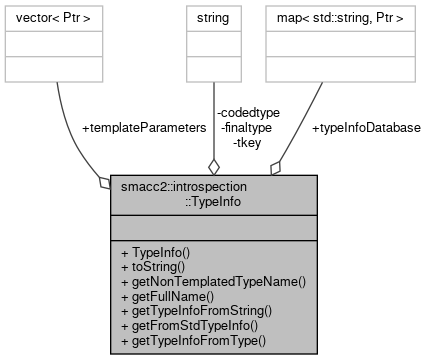 vector< Ptr >
string
map< std::string, Ptr >
+templateParameters
-codedtype
-finaltype
-tkey
+typeInfoDatabase
smacc2::introspection
::TypeInfo
+ TypeInfo()
+ toString()
+ getNonTemplatedTypeName()
+ getFullName()
+ getTypeInfoFromString()
+ getFromStdTypeInfo()
+ getTypeInfoFromType()